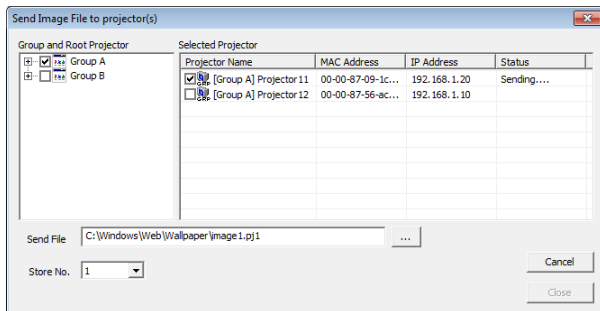 Send Image File to projector(s)
Group and Root Projector
Group A
Group B
Selected Projector
Projector Name MAC Address IP Address Status
[Group A] Projector11 00-00-87-09-1c... 192.168.1.20 Sending....
[Group A] Projector12 00-00-87-56-ac... 192.168.1.10
Send File C:\Windows\Web\Wallpaper\image1.pj1 ...
Store No. 1
Cancel
Close